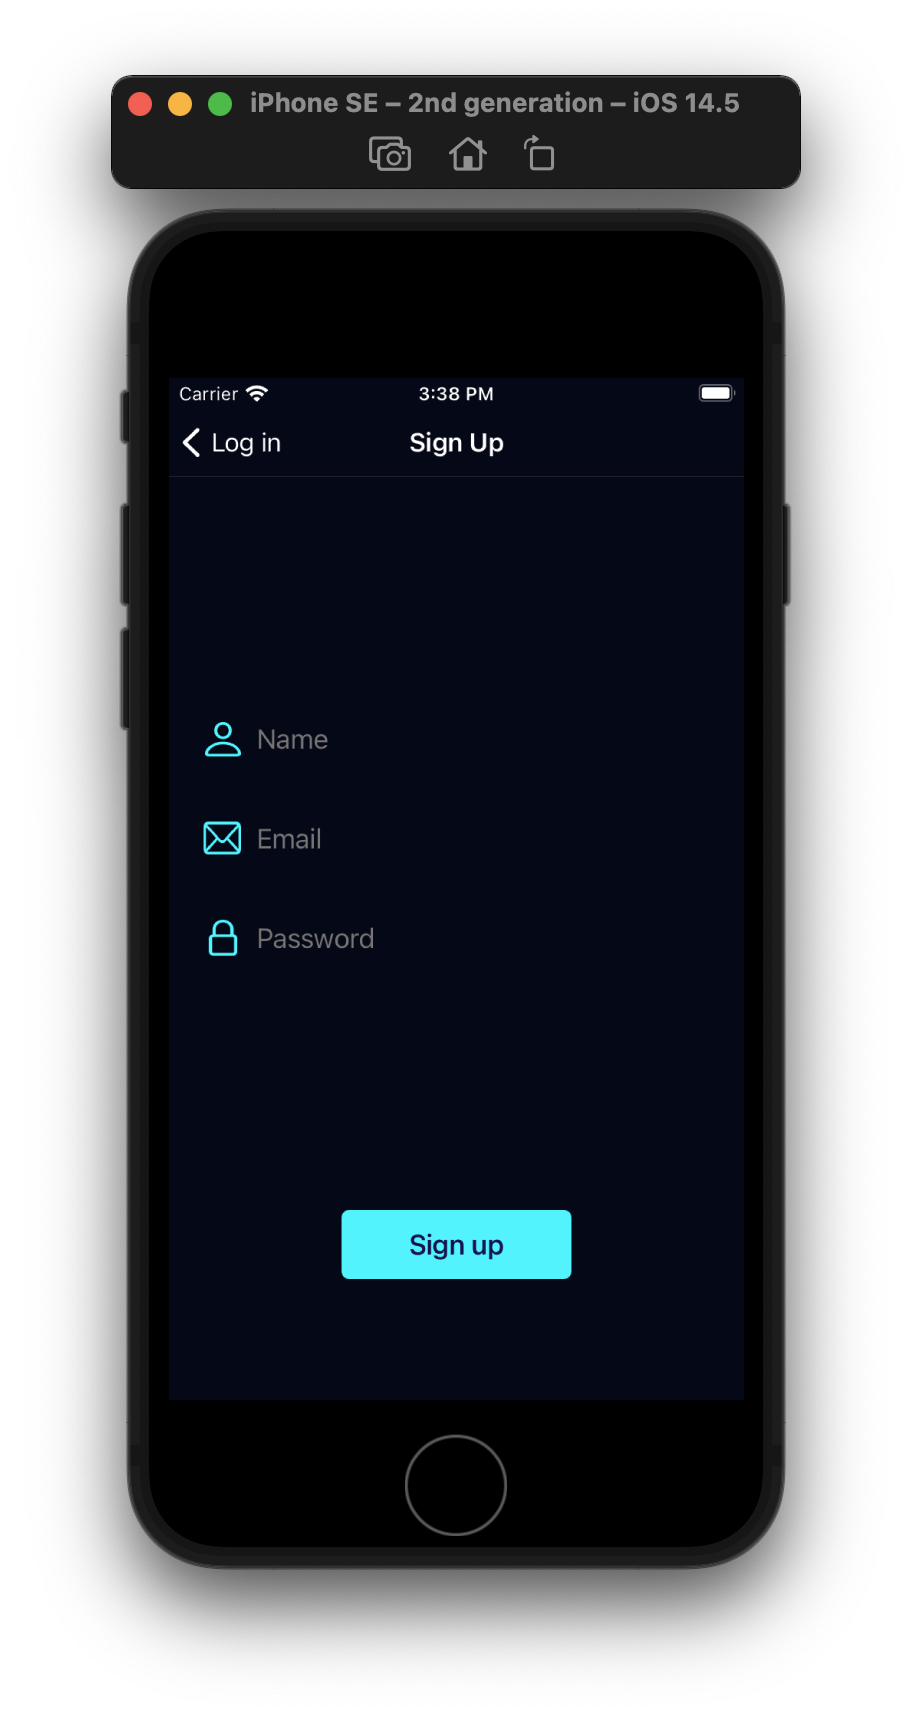 iPhone SE – 2nd generation – iOS 14.5
Carrier 3:38 PM
Log in Sign Up
Name
Email
Password
Sign up